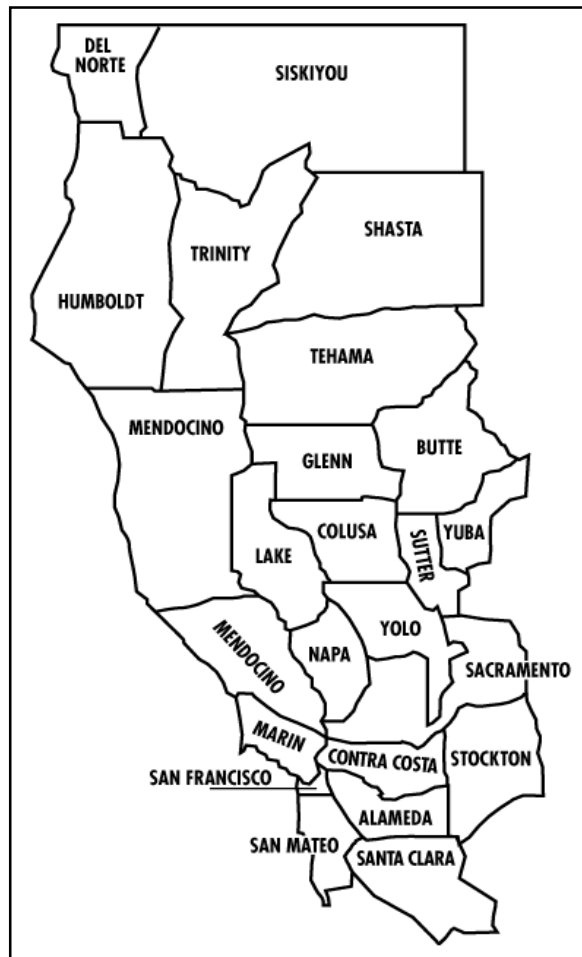 DEL
NORTE
SISKIYOU
SHASTA
TRINITY
HUMBOLDT
TEHAMA
MENDOCINO
BUTTE
GLENN
COLUSA
YUBA
SUTTER
LAKE
YOLO
NAPA
MENDOCINO
SACRAMENTO
MARIN
CONTRA COSTA
STOCKTON
SAN FRANCISCO
ALAMEDA
SAN MATEO
SANTA CLARA